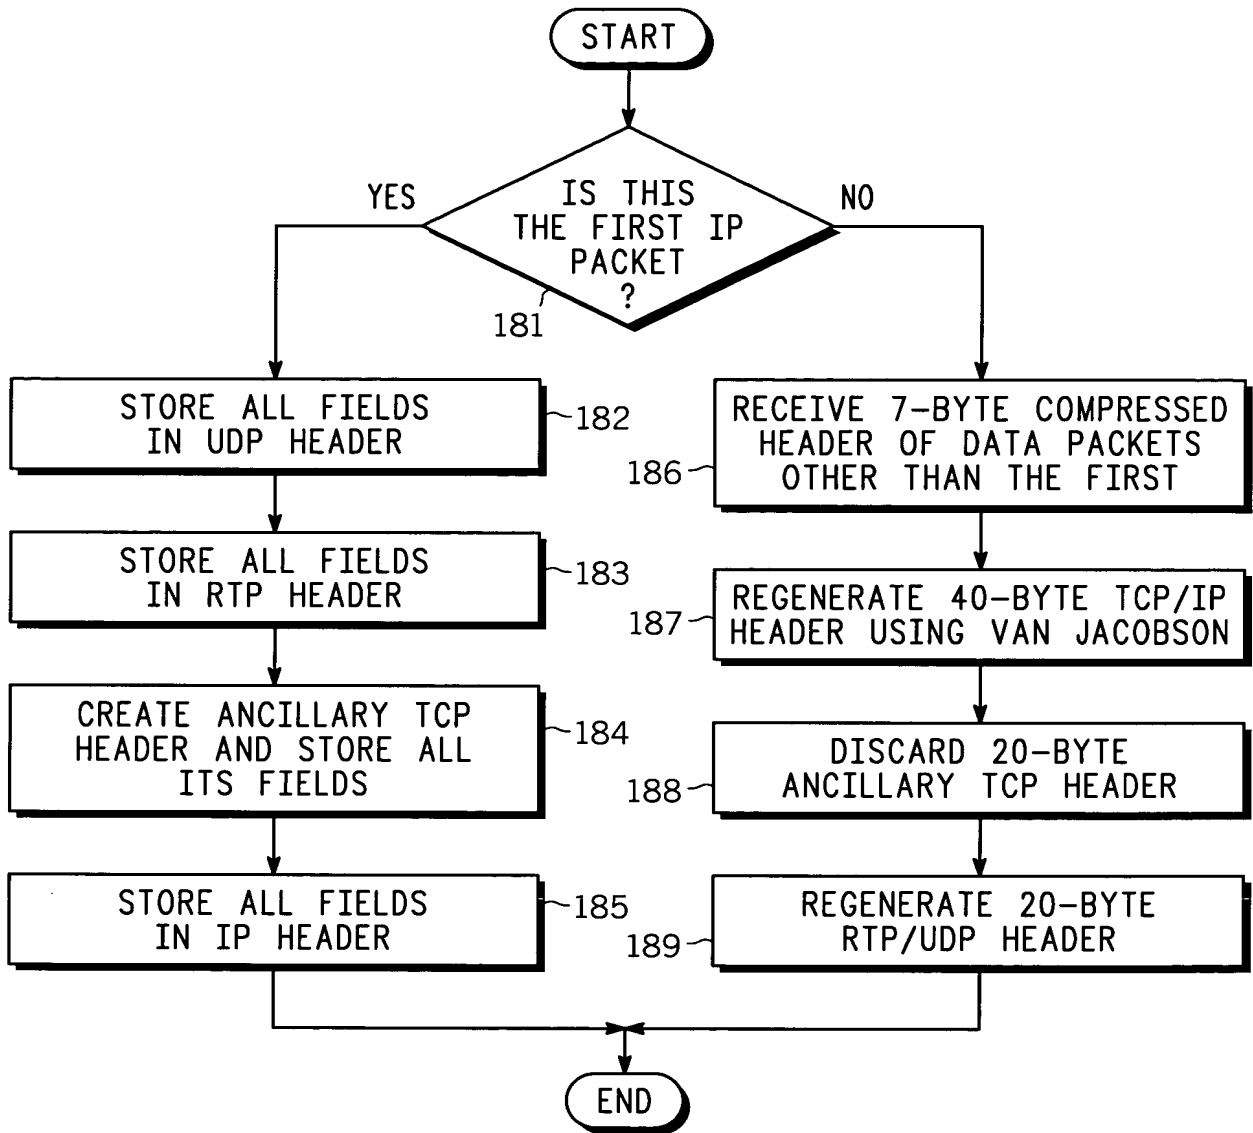 START
IS THIS
THE FIRST IP
PACKET
?
YES
NO
181
STORE ALL FIELDS
IN UDP HEADER
182
STORE ALL FIELDS
IN RTP HEADER
183
CREATE ANCILLARY TCP
HEADER AND STORE ALL
ITS FIELDS
184
STORE ALL FIELDS
IN IP HEADER
185
RECEIVE 7-BYTE COMPRESSED
HEADER OF DATA PACKETS
OTHER THAN THE FIRST
186
REGENERATE 40-BYTE TCP/IP
HEADER USING VAN JACOBSON
187
DISCARD 20-BYTE
ANCILLARY TCP HEADER
188
REGENERATE 20-BYTE
RTP/UDP HEADER
189
END